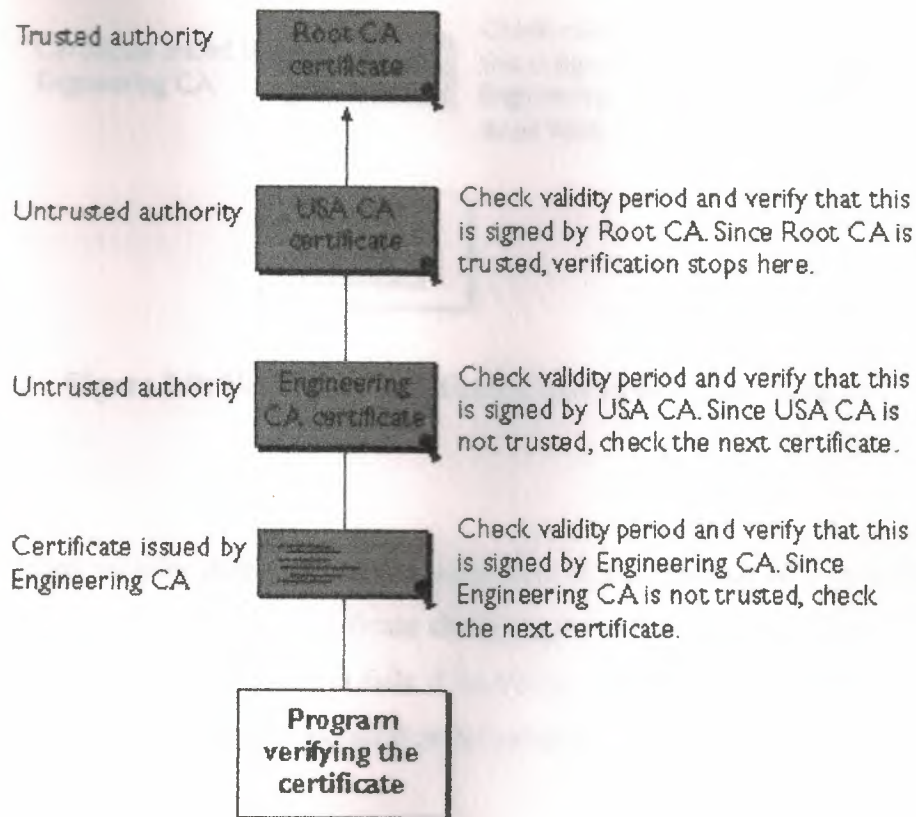 Trusted authority
Root CA
certificate
Untrusted authority
USA CA
certificate
Check validity period and verify that this
is signed by Root CA. Since Root CA is
trusted, verification stops here.
Untrusted authority
Engineering
CA certificate
Check validity period and verify that this
is signed by USA CA. Since USA CA is
not trusted, check the next certificate.
Certificate issued by
Engineering CA
Check validity period and verify that this
is signed by Engineering CA. Since
Engineering CA is not trusted, check
the next certificate.
Program
verifying the
certificate